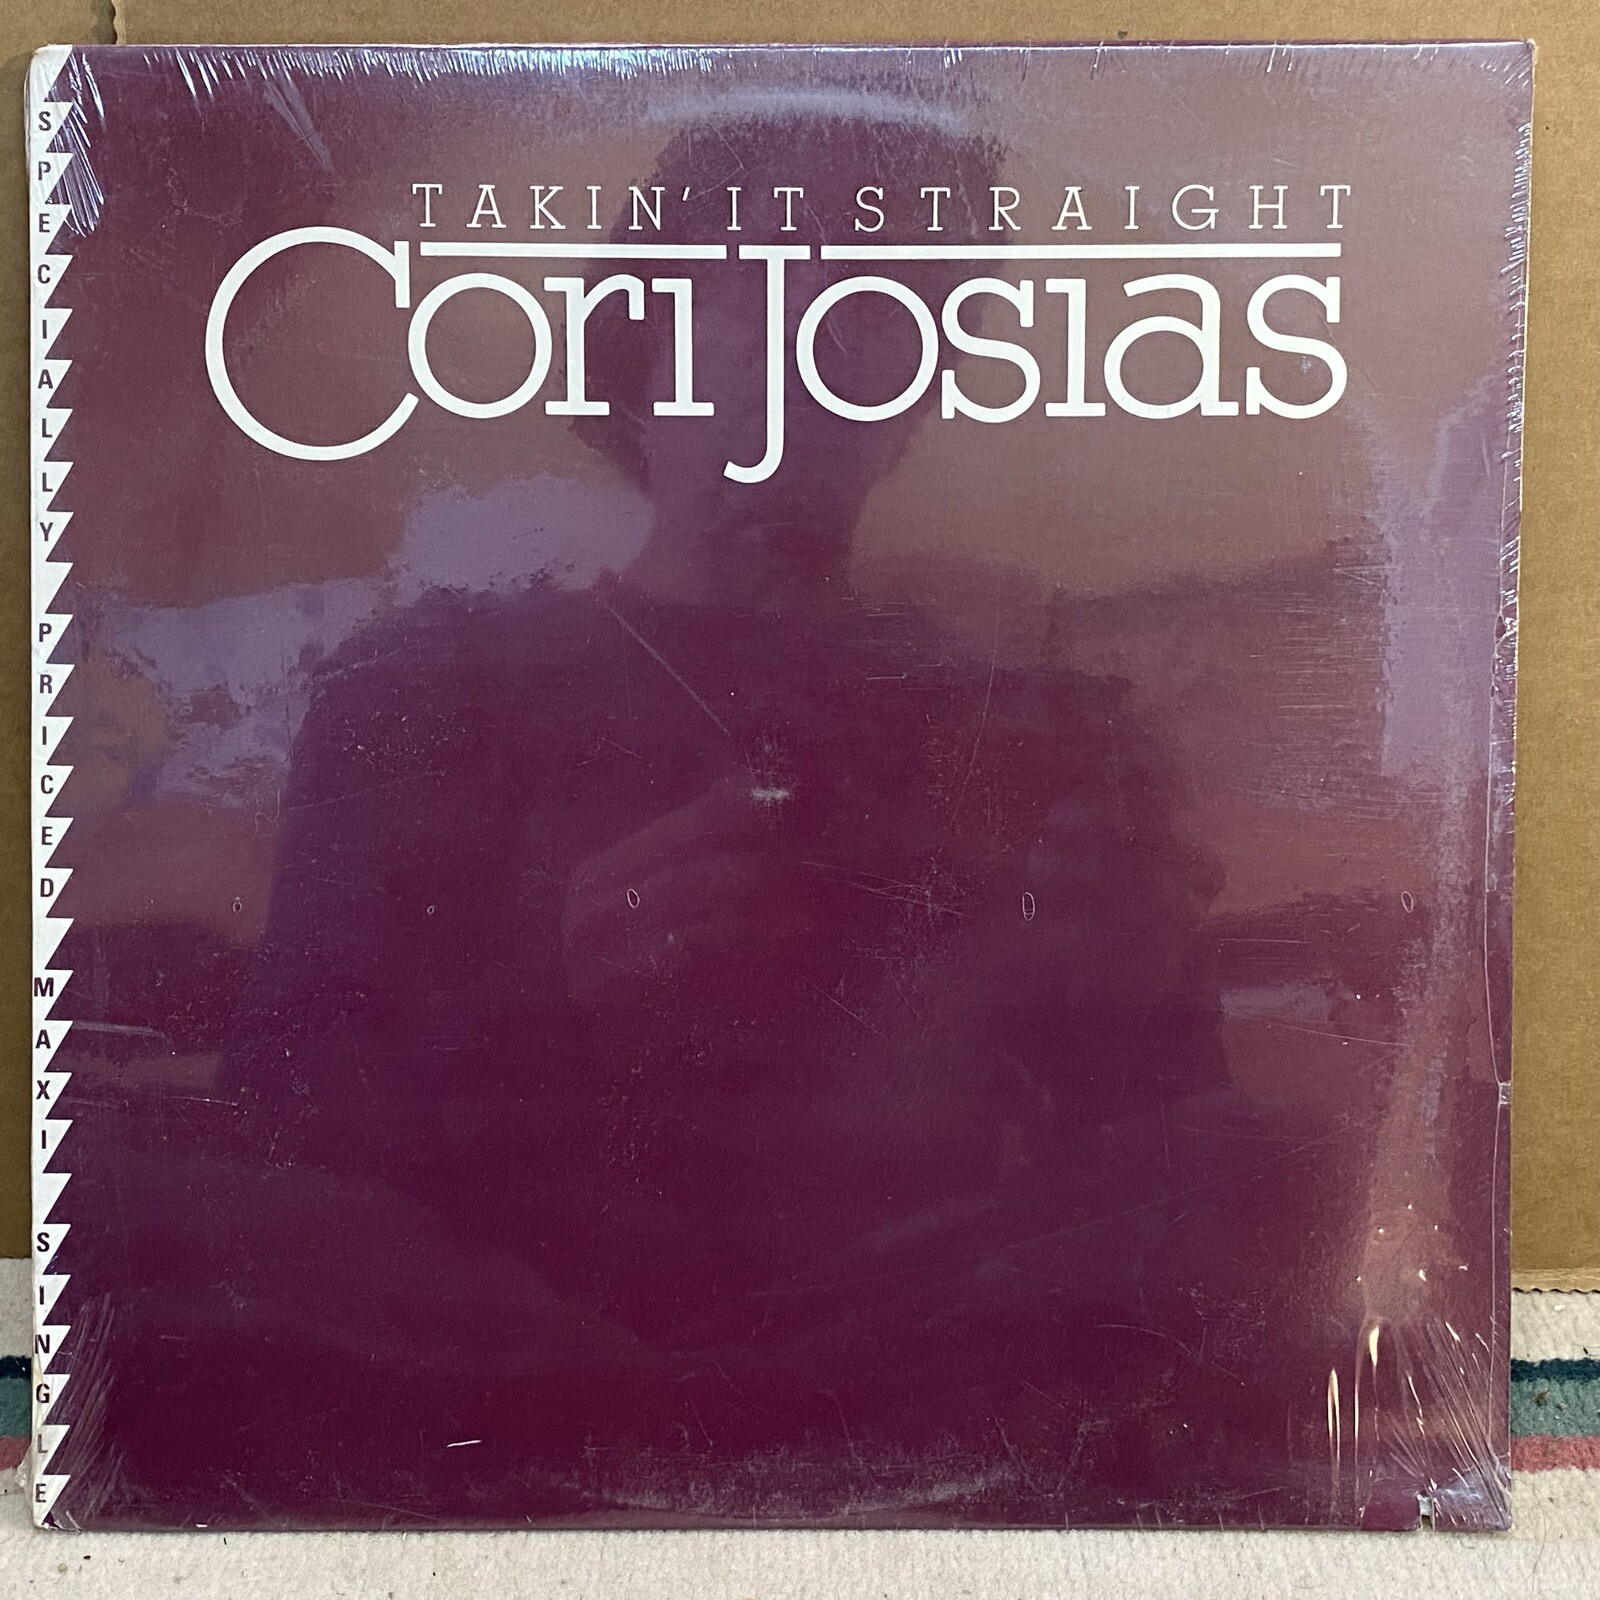 TAKIN' IT STRAIGHT
Cori Josias
SPECIALLY PRICED MAXI SINGLE